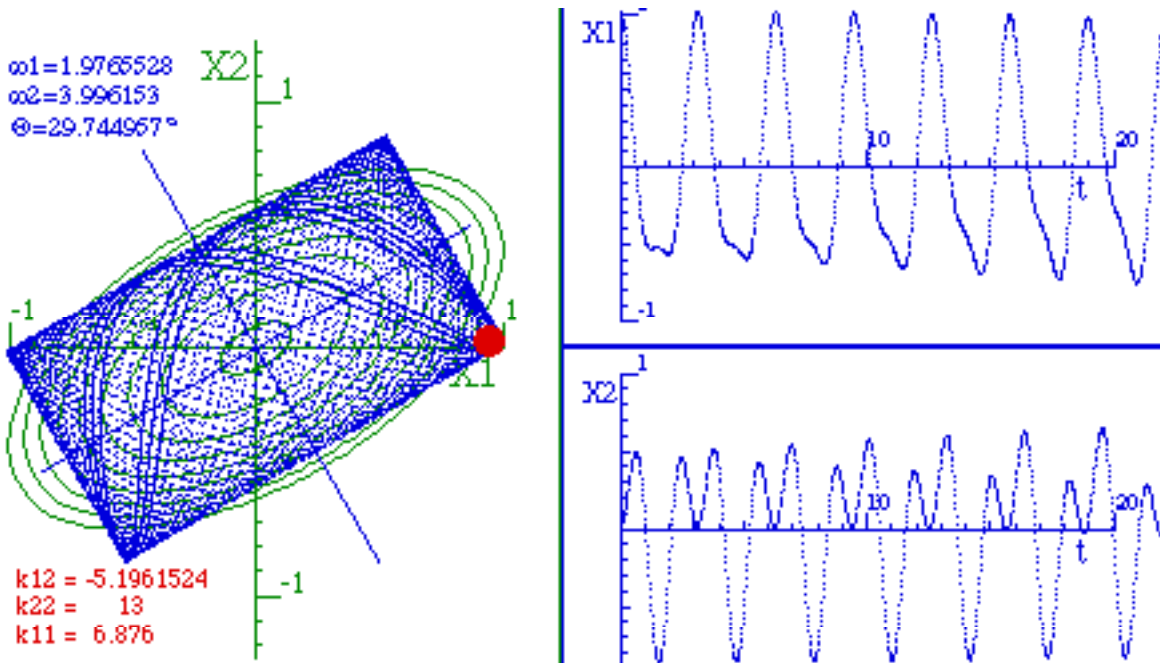 ω1=1.9765528
ω2=3.996153
Θ=29.744957°
X2
1
-1
1
X1
-1
k12 = -5.1961524
k22 = 13
k11 = 6.876
X1
10
20
t
-1
1
X2
10
20
t